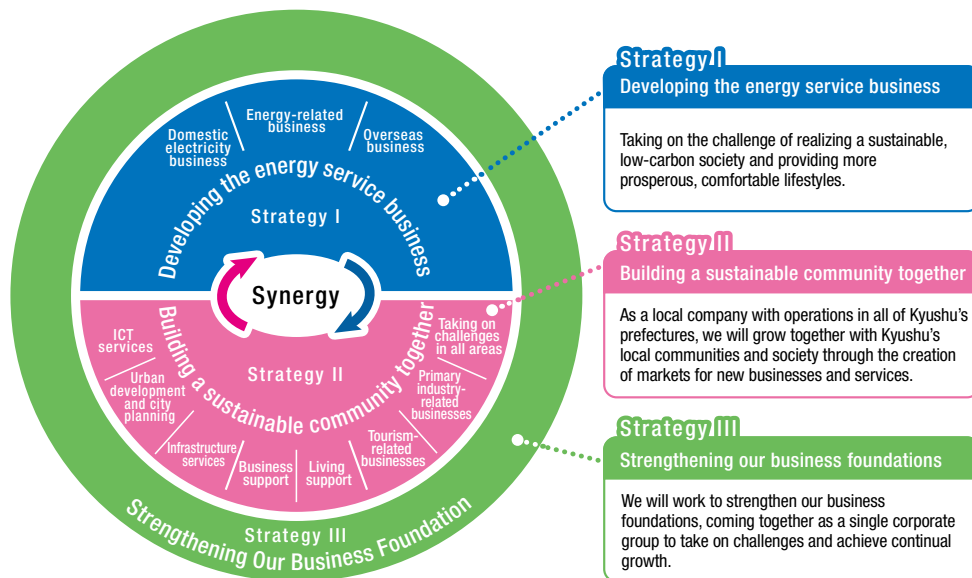 Domestic
electricity
business
Energy-related
business
Overseas
business
Developing the energy service business
Strategy I
Synergy
Strategy II
Building a sustainable community together
ICT
services
Urban
development
and city
planning
Infrastructure
services
Business
support
Living
support
Tourism-
related
businesses
Primary
industry-
related
businesses
Taking on
challenges
in all areas
Strategy III
Strengthening Our Business Foundation
Strategy I
Developing the energy service business
Taking on the challenge of realizing a sustainable,
low-carbon society and providing more
prosperous, comfortable lifestyles.
Strategy II
Building a sustainable community together
As a local company with operations in all of Kyushu’s
prefectures, we will grow together with Kyushu’s
local communities and society through the creation
of markets for new businesses and services.
Strategy III
Strengthening our business foundations
We will work to strengthen our business
foundations, coming together as a single corporate
group to take on challenges and achieve continual
growth.